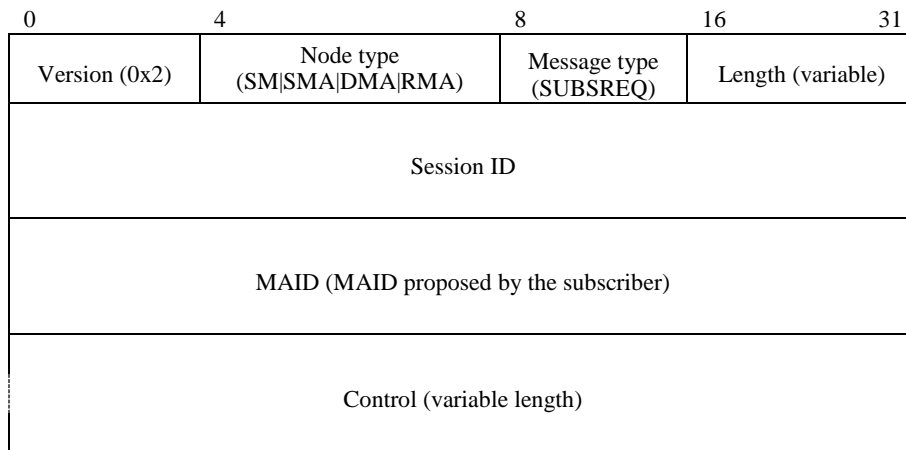 0 4 8 16 31
Version (0x2)
Node type
(SM|SMA|DMA|RMA)
Message type
(SUBSREQ)
Length (variable)
Session ID
MAID (MAID proposed by the subscriber)
Control (variable length)